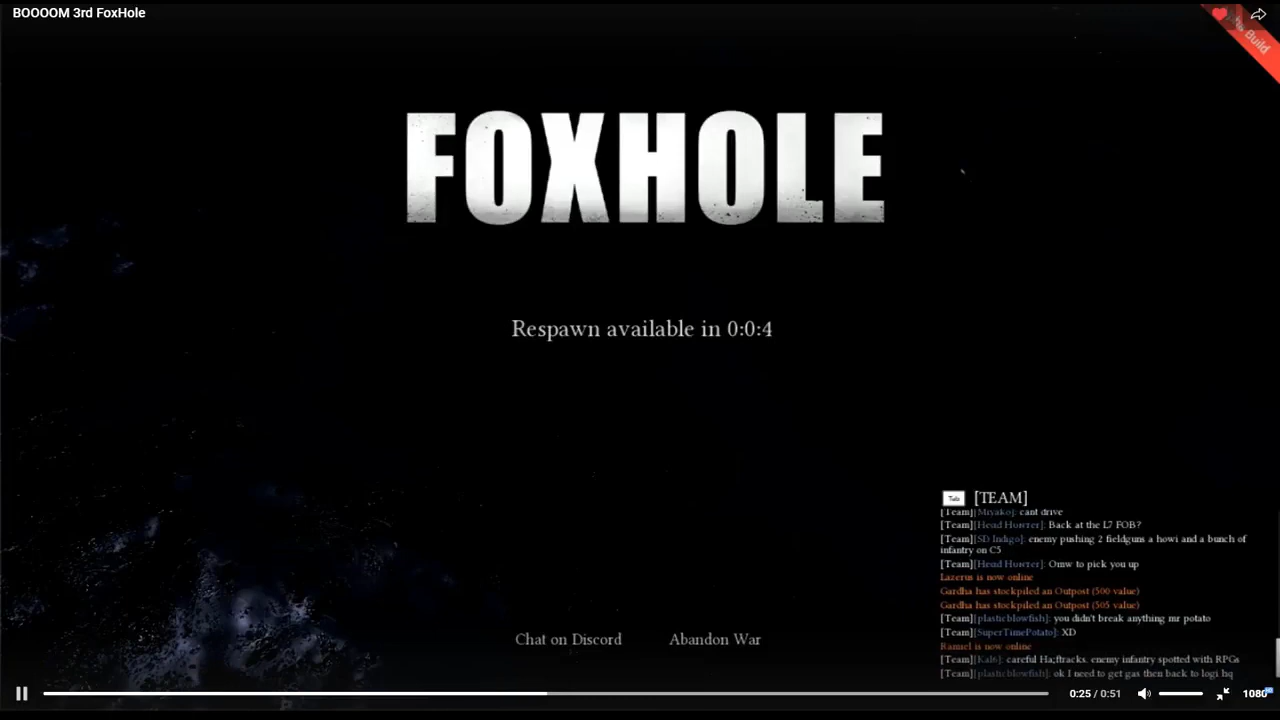 BOOOOM 3rd FoxHole
Build
FOXHOLE
Respawn available in 0:0:4
Tab [TEAM]
[Team][Miyako]: cant drive
[Team][Head Hunter]: Back at the L7 FOB?
[Team][SD Indigo]: enemy pushing 2 fieldguns a howi and a bunch of
infantry on C5
[Team][Head Hunter]: Omw to pick you up
Lazerus is now online
Gardha has stockpiled an Outpost (500 value)
Gardha has stockpiled an Outpost (505 value)
[Team][plasticblowfish]: you didn't break anything mr potato
[Team][SuperTimePotato]: XD
is now online
[Team][Kal6]: careful Ha;ftracks. enemy infantry spotted with RPGs
[Team][plasticblowfish]: ok I need to get gas then back to logi hq
Chat on Discord Abandon War
0:25 / 0:51
1080